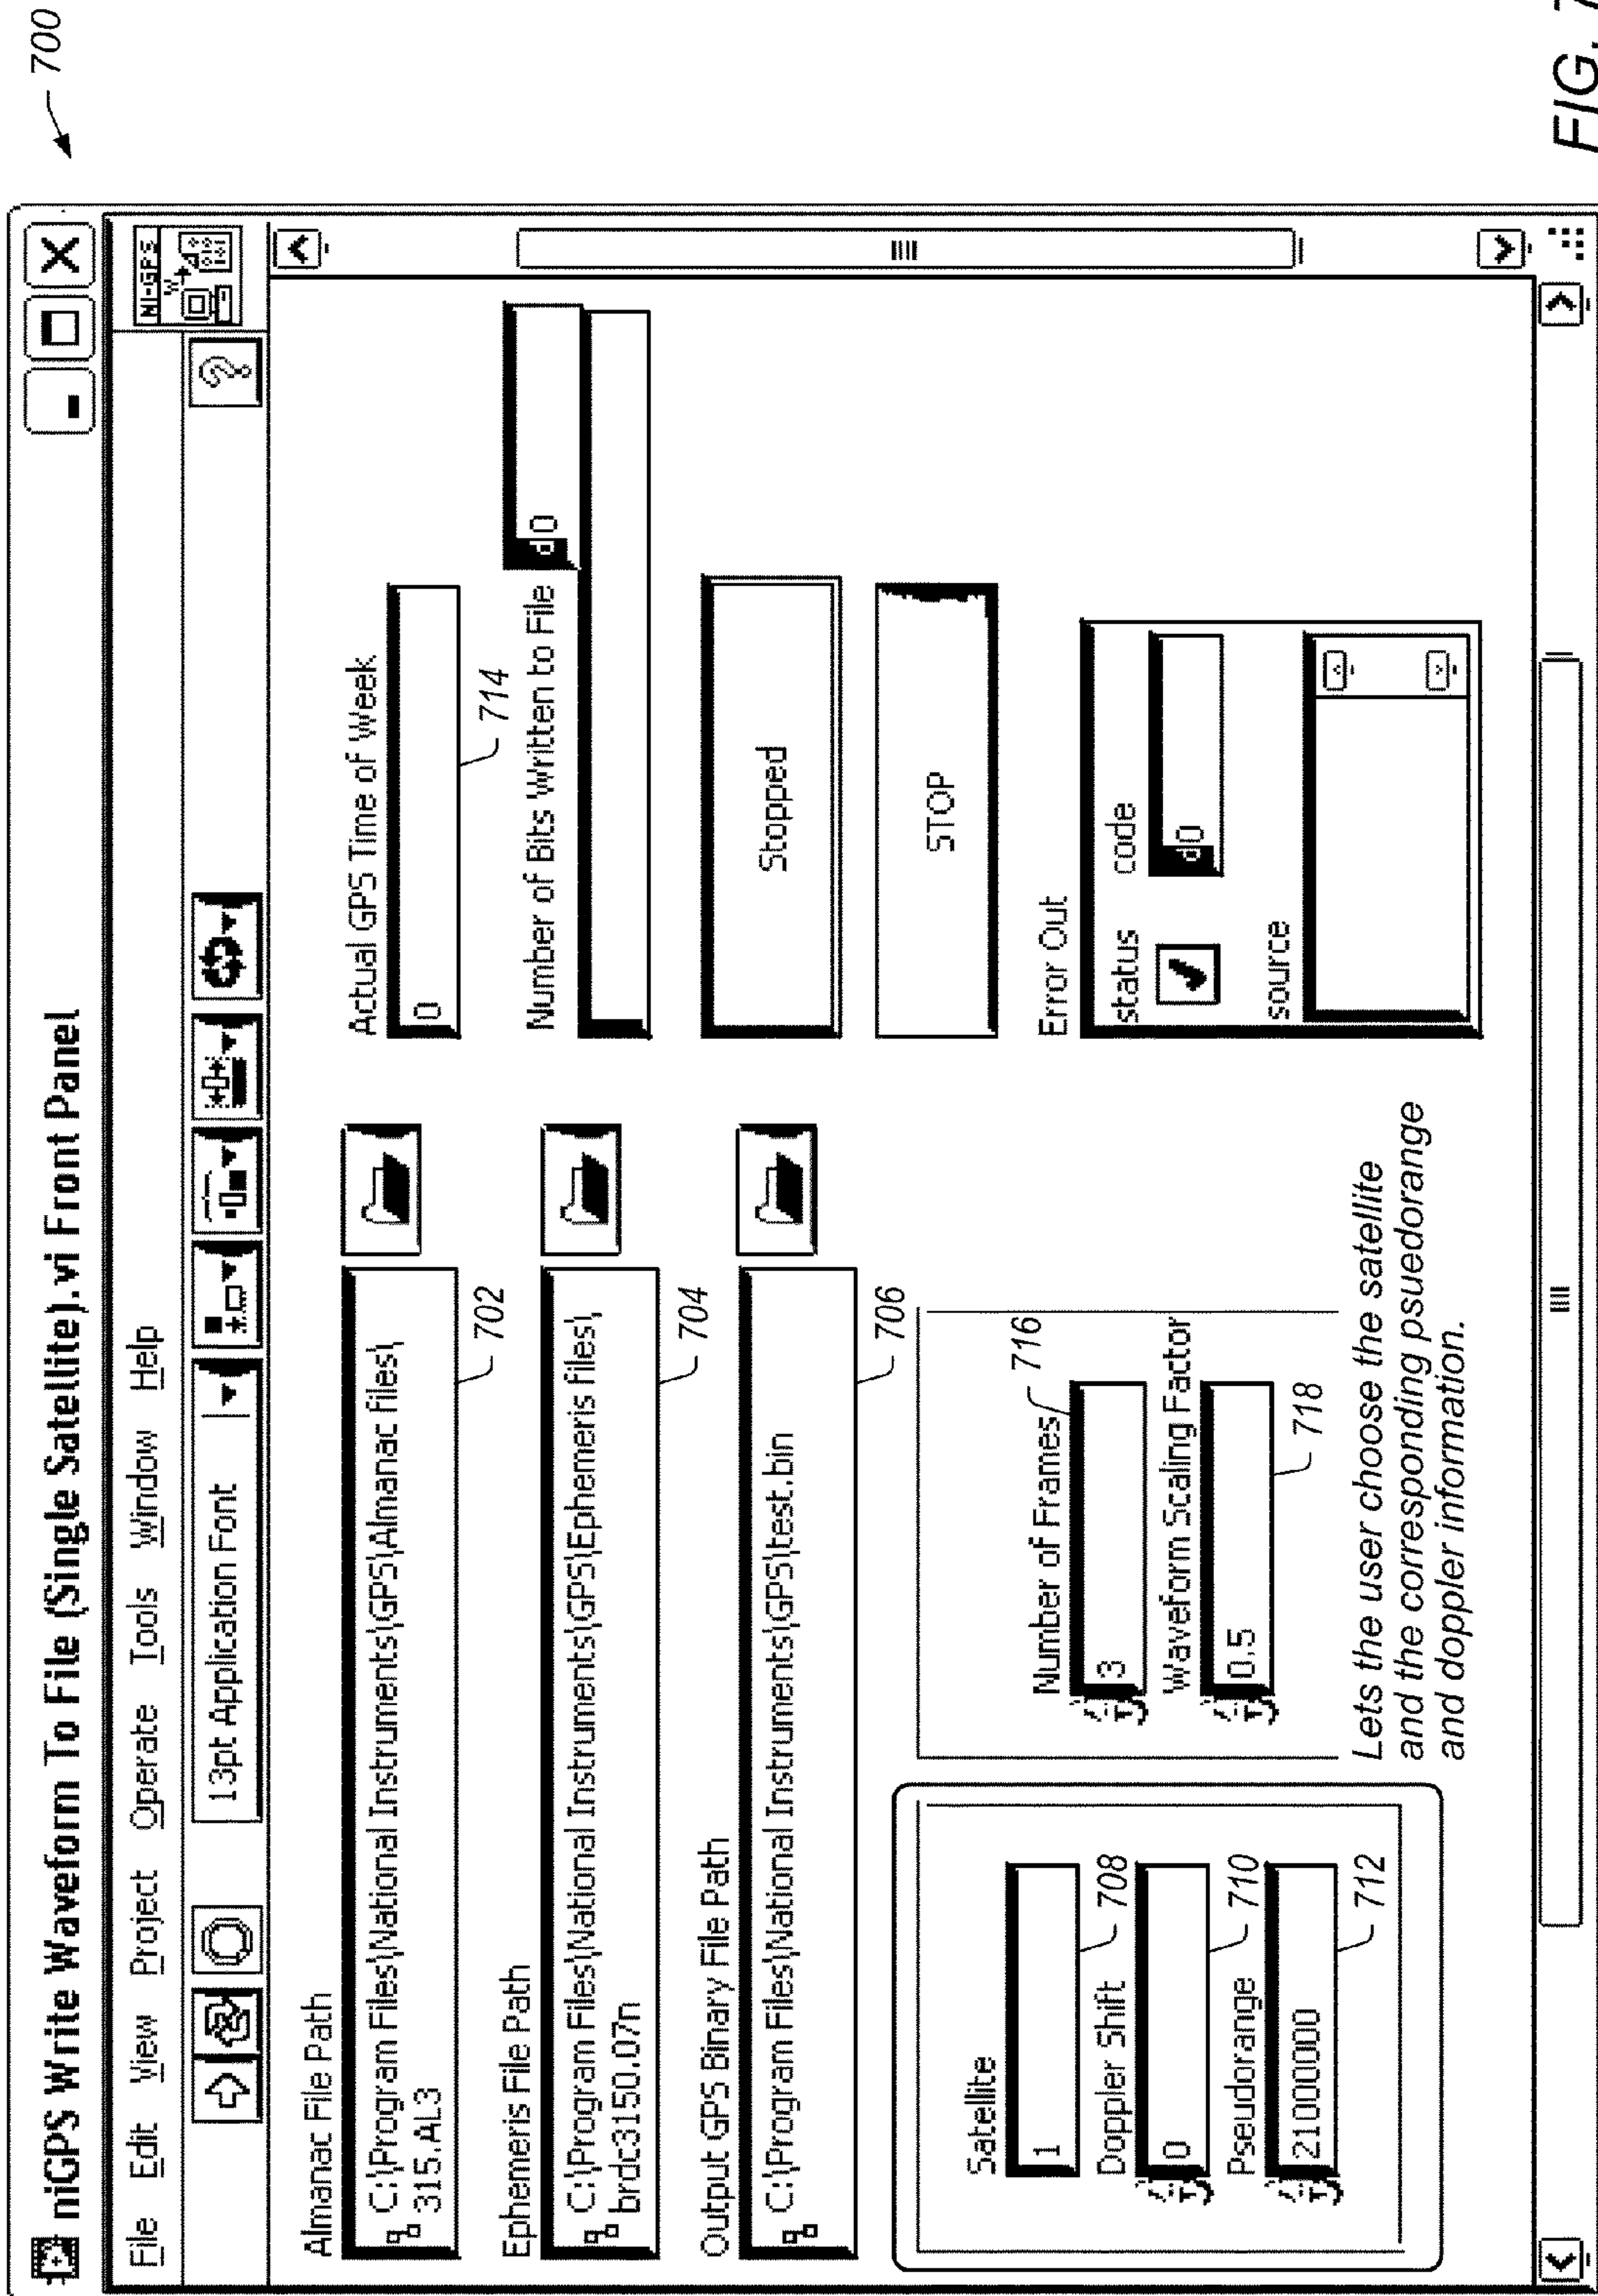 700
niGPS Write Waveform To File (Single Satellite).vi Front Panel
File Edit View Project Operate Tools Window Help
NI-GPS
13pt Application Font
?
Almanac File Path
C:\Program Files\National Instruments\GPS\Almanac files\
315.AL3
702
Ephemeris File Path
C:\Program Files\National Instruments\GPS\Ephemeris files\
brdc3150.07n
704
Output GPS Binary File Path
C:\Program Files\National Instruments\GPS\test.bin
706
Satellite
1
708
Doppler Shift
0
710
Pseudorange
21000000
712
Number of Frames
716
3
Waveform Scaling Factor
0.5
718
Lets the user choose the satellite
and the corresponding psuedorange
and doppler information.
Actual GPS Time of Week
0
714
Number of Bits Written to File
d0
Stopped
STOP
Error Out
status code
d0
source
FIG. 7